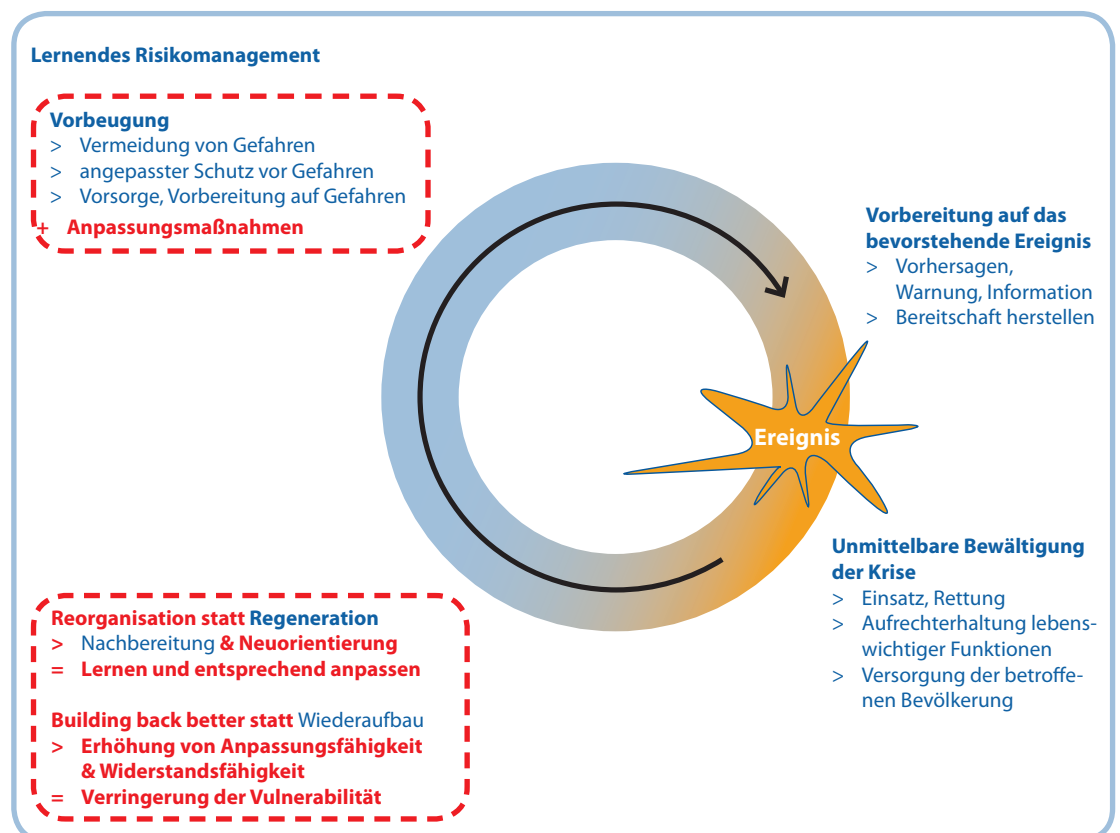 Lernendes Risikomanagement
Vorbeugung
> Vermeidung von Gefahren
> angepasster Schutz vor Gefahren
> Vorsorge, Vorbereitung auf Gefahren
+ Anpassungsmaßnahmen
Vorbereitung auf das
bevorstehende Ereignis
> Vorhersagen,
Warnung, Information
> Bereitschaft herstellen
Ereignis
Unmittelbare Bewältigung
der Krise
> Einsatz, Rettung
> Aufrechterhaltung lebens-
wichtiger Funktionen
> Versorgung der betroffe-
nen Bevölkerung
Reorganisation statt Regeneration
> Nachbereitung & Neuorientierung
= Lernen und entsprechend anpassen
Building back better statt Wiederaufbau
> Erhöhung von Anpassungsfähigkeit
& Widerstandsfähigkeit
= Verringerung der Vulnerabilität